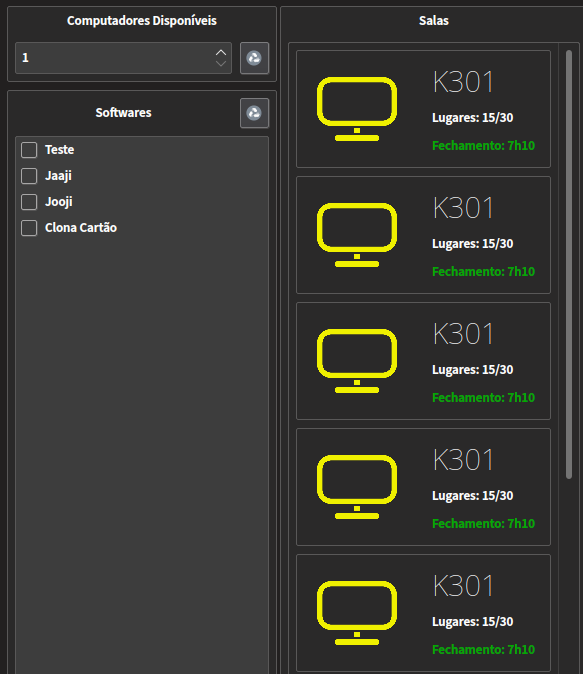 Computadores Disponíveis
1
Softwares
Teste
Jaaji
Jooji
Clona Cartão
Salas
K301
Lugares: 15/30
Fechamento: 7h10
K301
Lugares: 15/30
Fechamento: 7h10
K301
Lugares: 15/30
Fechamento: 7h10
K301
Lugares: 15/30
Fechamento: 7h10
K301
Lugares: 15/30
Fechamento: 7h10